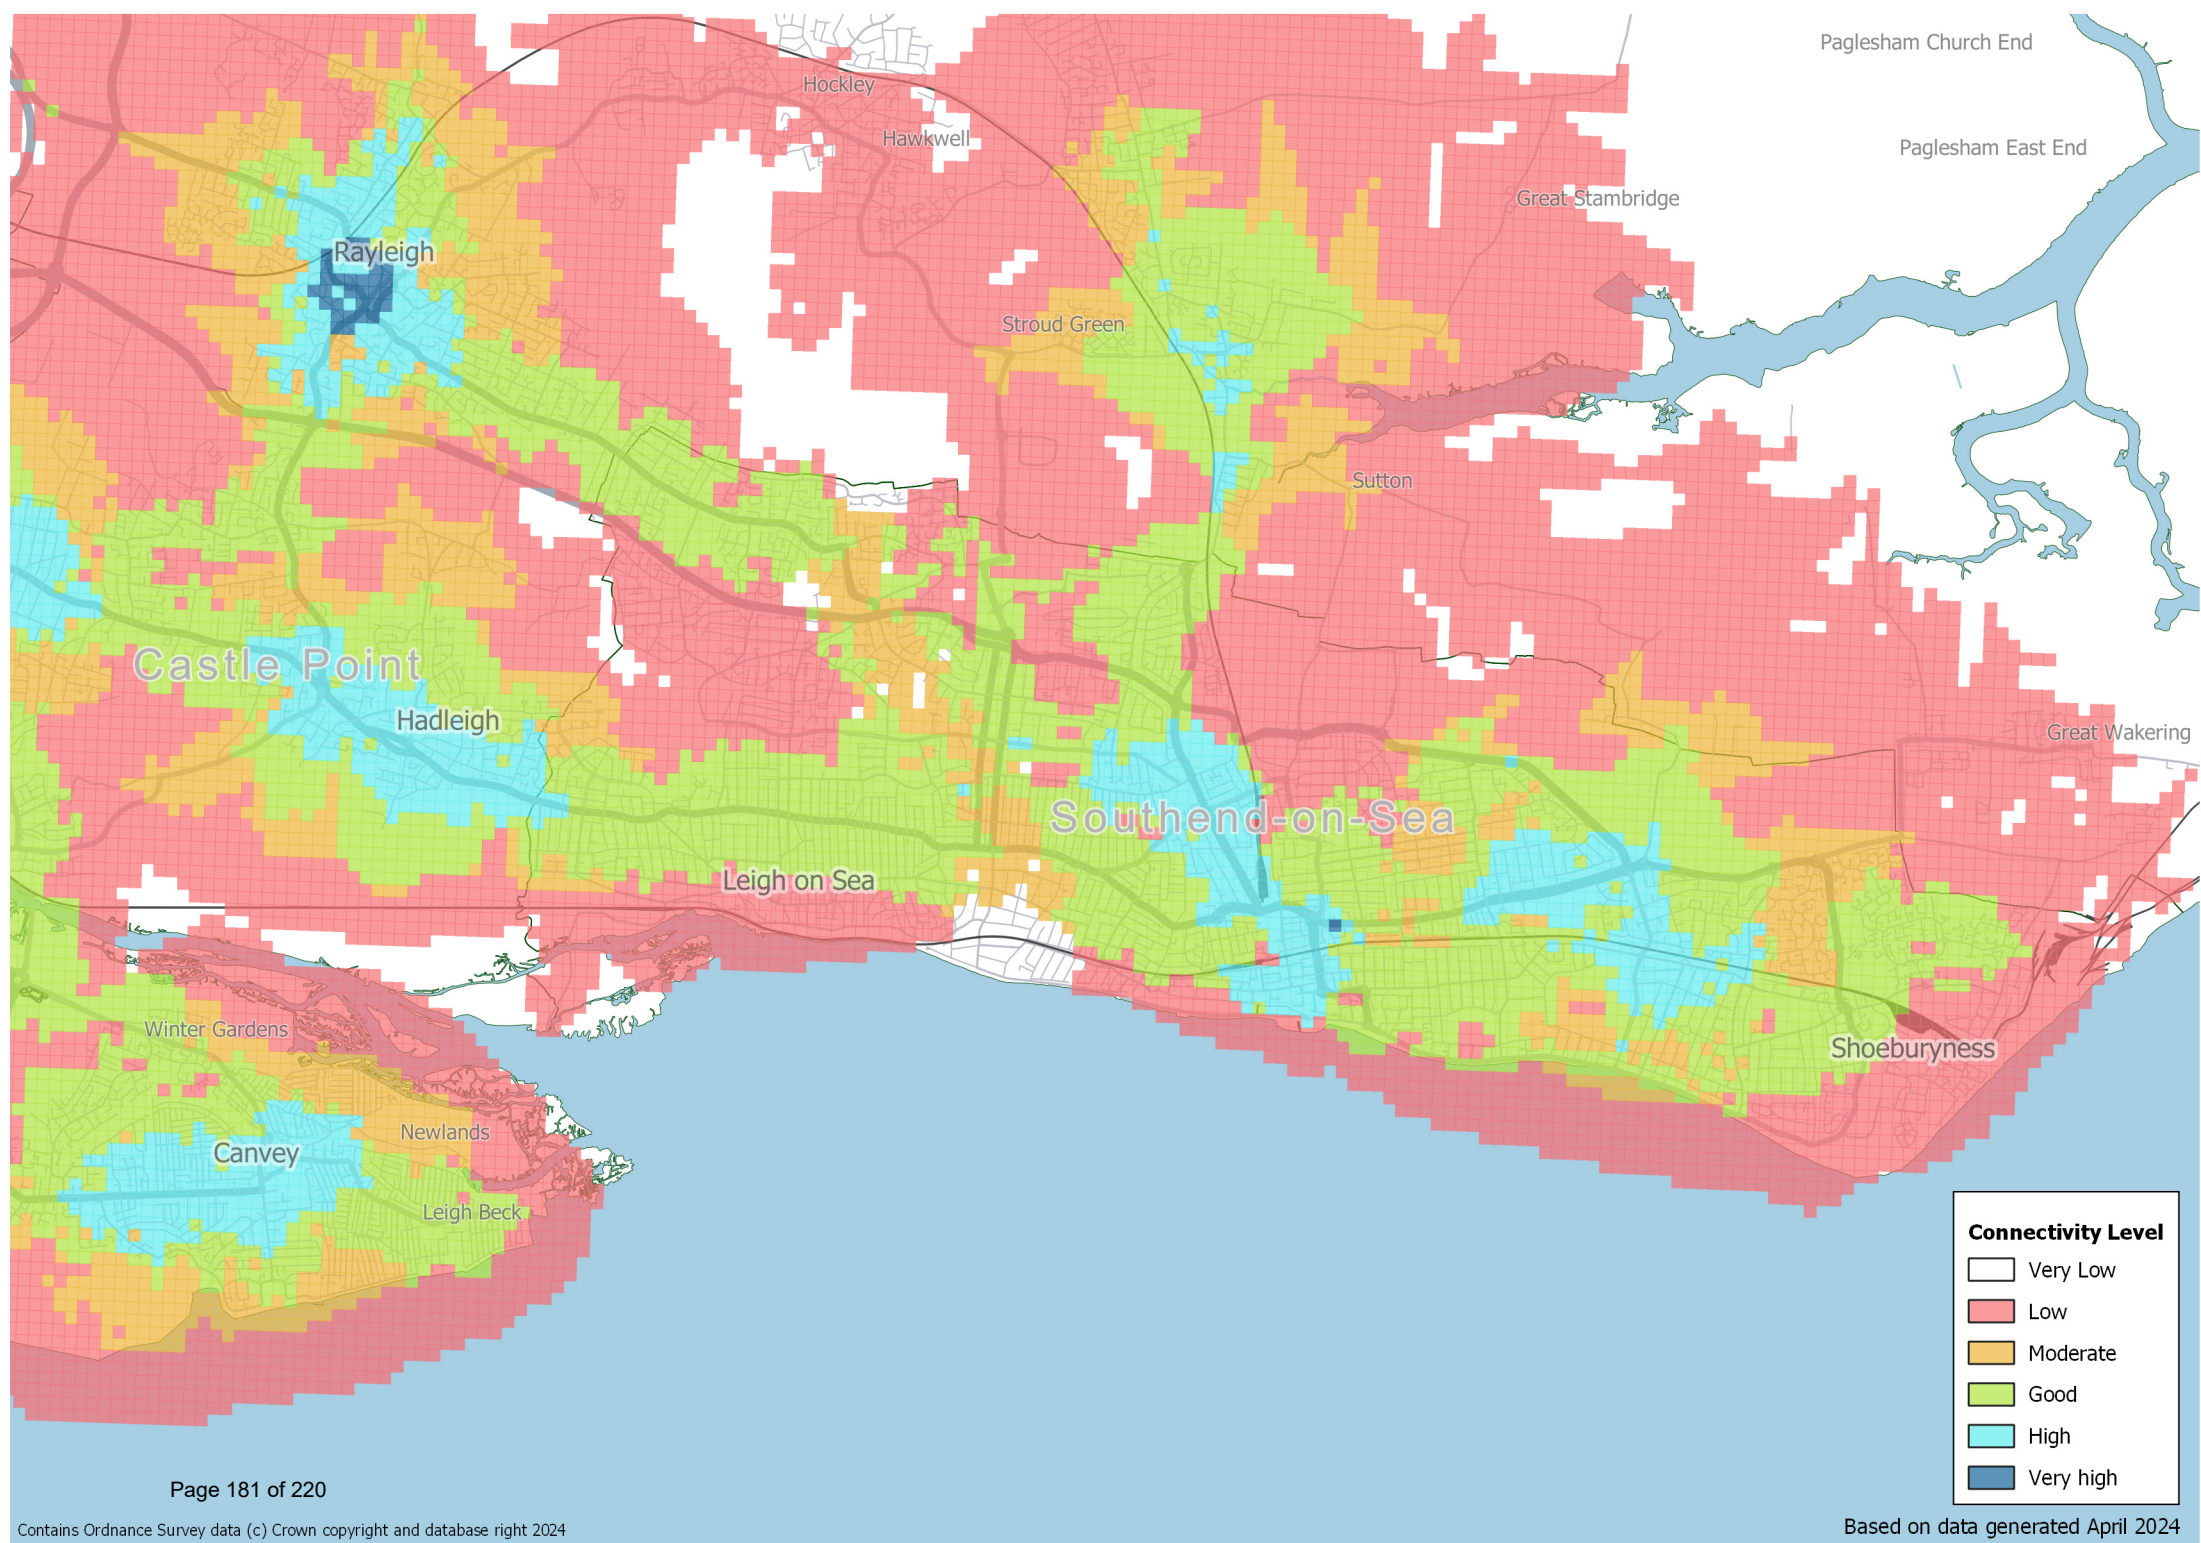 Paglesham Church End
Hockley
Hawkwell
Paglesham East End
Great Stambridge
Rayleigh
Stroud Green
Sutton
Castle Point
Hadleigh
Great Wakering
Southend-on-Sea
Leigh on Sea
Winter Gardens
Shoeburyness
Newlands
Canvey
Leigh Beck
Connectivity Level
Very Low
Low
Moderate
Good
High
Very high
Page 181 of 220
Contains Ordnance Survey data (c) Crown copyright and database right 2024
Based on data generated April 2024